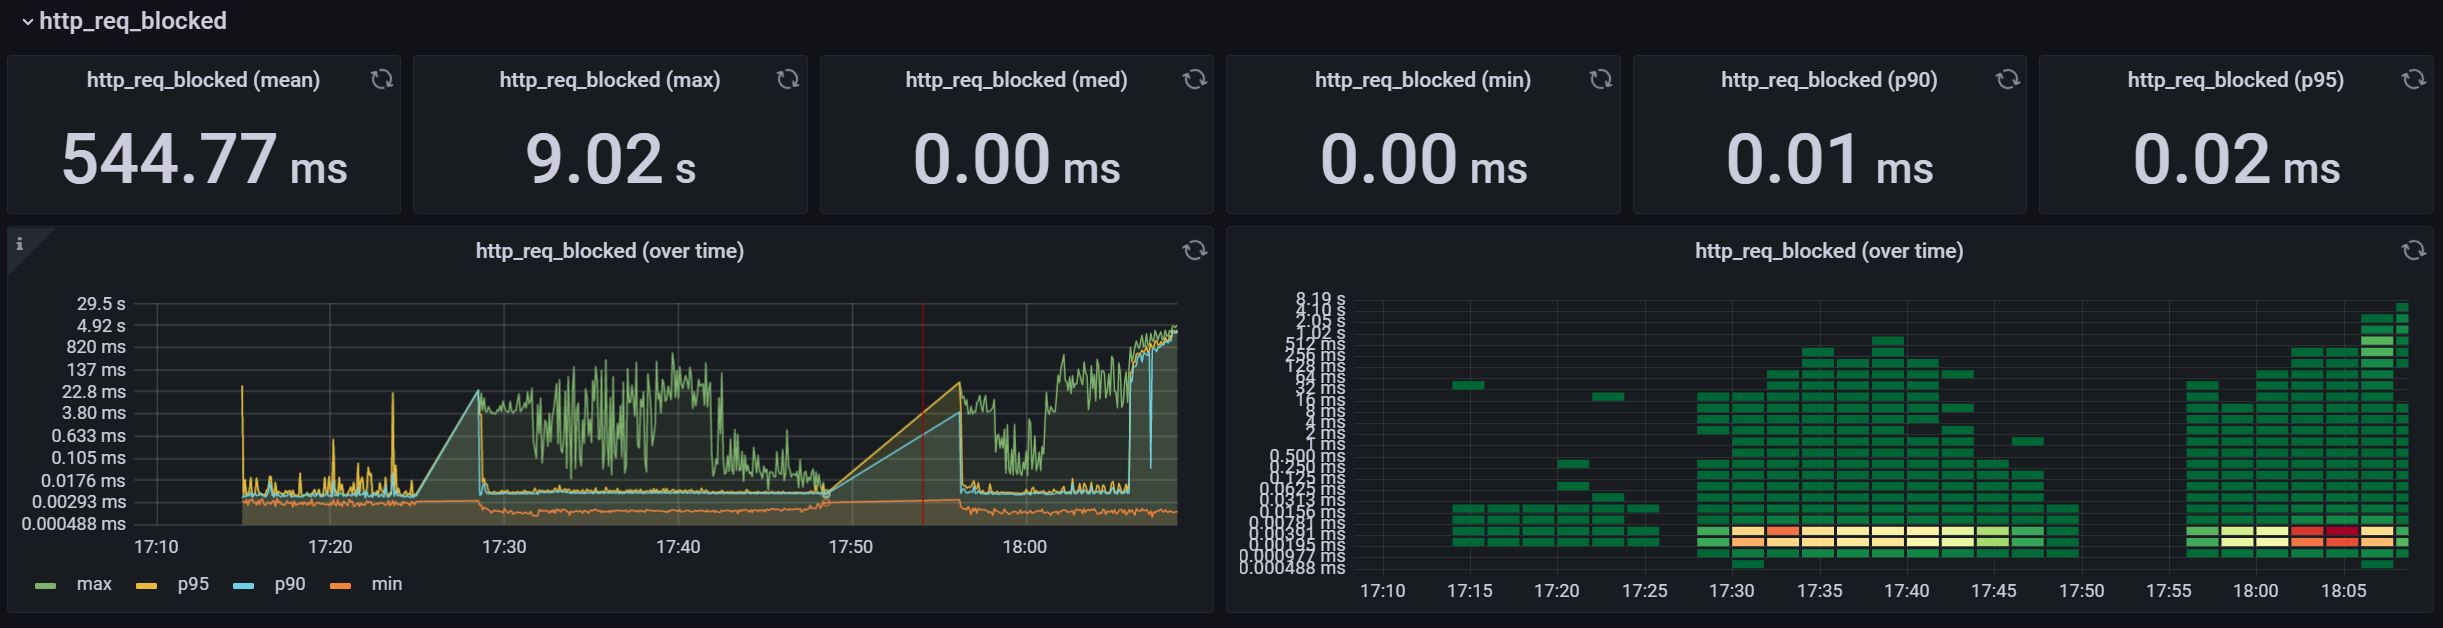 http_req_blocked
http_req_blocked (mean)
544.77 ms
http_req_blocked (max)
9.02 s
http_req_blocked (med)
0.00 ms
http_req_blocked (min)
0.00 ms
http_req_blocked (p90)
0.01 ms
http_req_blocked (p95)
0.02 ms
i
http_req_blocked (over time)
29.5 s
4.92 s
820 ms
137 ms
22.8 ms
3.80 ms
0.633 ms
0.105 ms
0.0176 ms
0.00293 ms
0.000488 ms
17:10 17:20 17:30 17:40 17:50 18:00
max p95 p90 min
http_req_blocked (over time)
8.19 s
4.10 s
2.05 s
1.02 s
512 ms
256 ms
128 ms
64 ms
32 ms
16 ms
8 ms
4 ms
2 ms
1 ms
0.500 ms
0.250 ms
0.125 ms
0.0625 ms
0.0313 ms
0.0156 ms
0.00781 ms
0.00391 ms
0.00195 ms
0.000977 ms
0.000488 ms
17:10 17:15 17:20 17:25 17:30 17:35 17:40 17:45 17:50 17:55 18:00 18:05